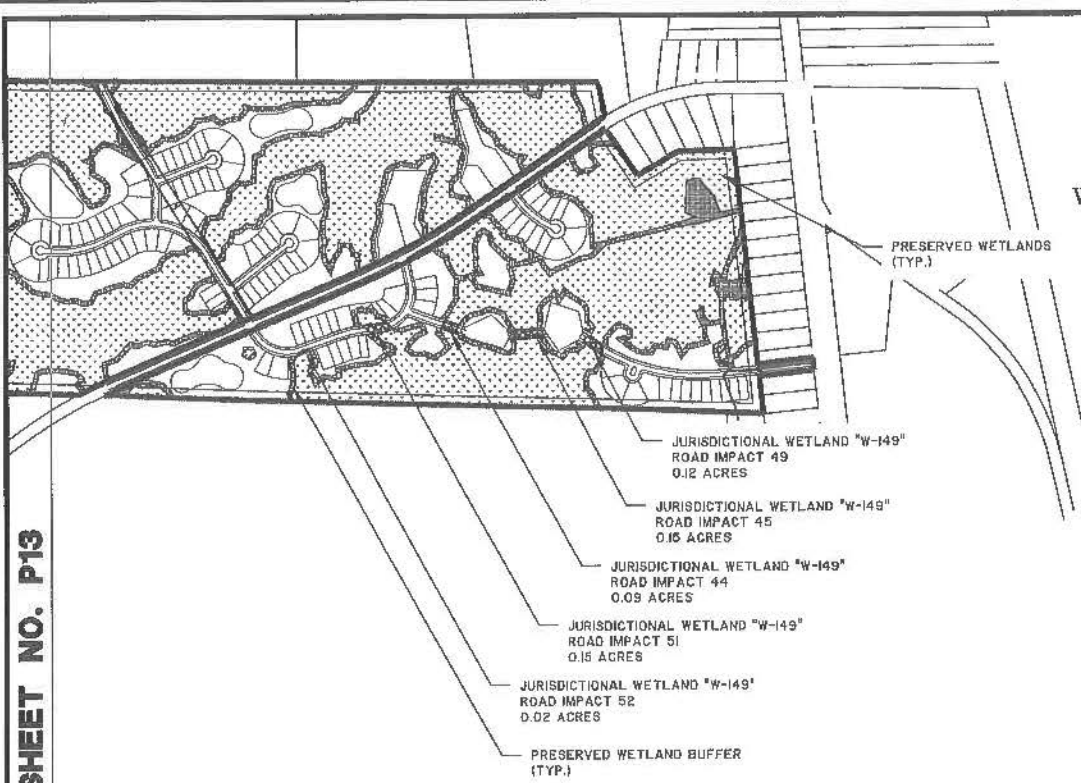 PRESERVED WETLANDS
(TYP.)
JURISDICTIONAL WETLAND "W-149"
ROAD IMPACT 49
0.12 ACRES
JURISDICTIONAL WETLAND "W-149"
ROAD IMPACT 45
0.15 ACRES
JURISDICTIONAL WETLAND "W-149"
ROAD IMPACT 44
0.09 ACRES
JURISDICTIONAL WETLAND "W-149"
ROAD IMPACT 51
0.15 ACRES
JURISDICTIONAL WETLAND "W-149"
ROAD IMPACT 52
0.02 ACRES
PRESERVED WETLAND BUFFER
(TYP.)
SHEET NO. P13